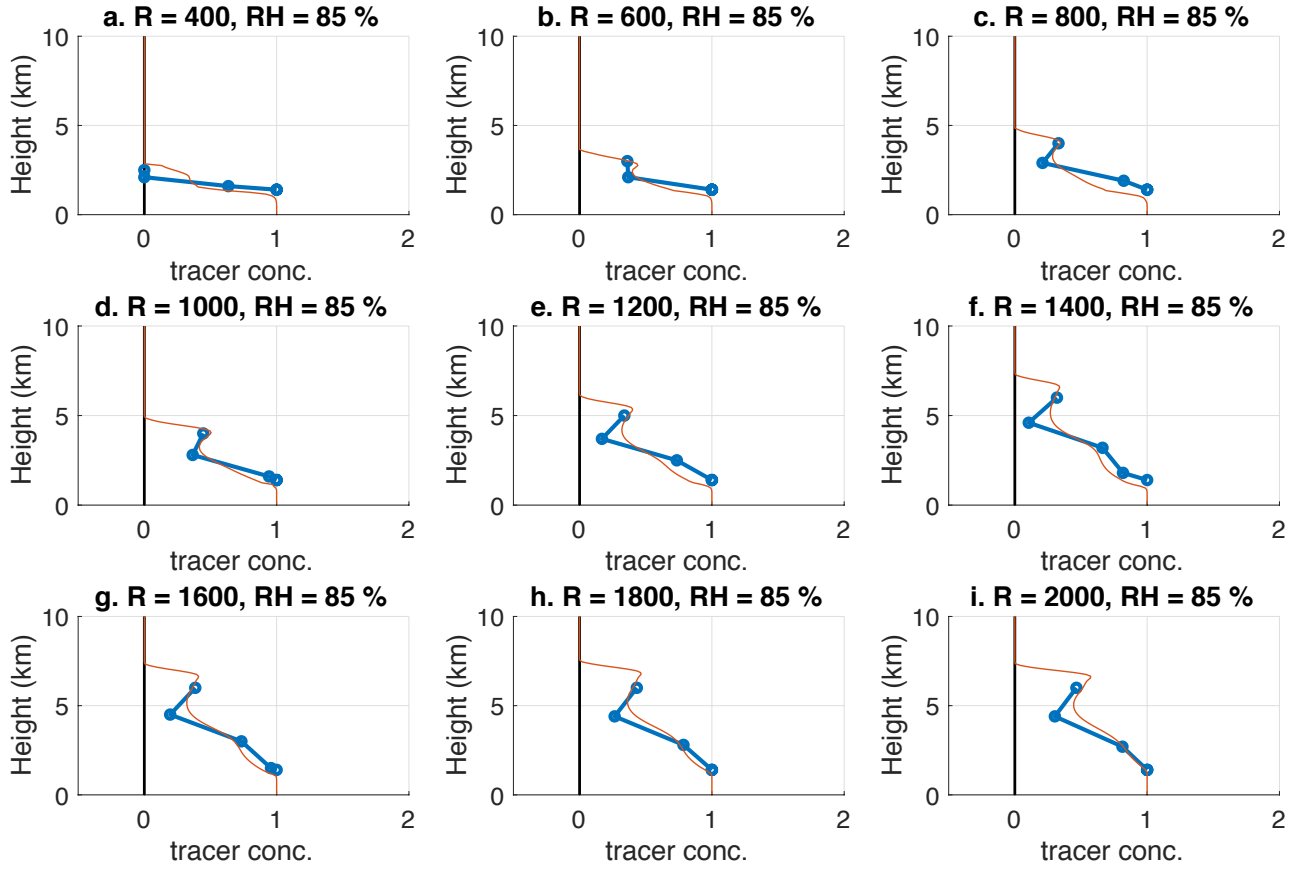 a. R = 400, RH = 85 %
10
5
0
Height (km)
0 1 2
tracer conc.
b. R = 600, RH = 85 %
10
5
0
Height (km)
0 1 2
tracer conc.
c. R = 800, RH = 85 %
10
5
0
Height (km)
0 1 2
tracer conc.
d. R = 1000, RH = 85 %
10
5
0
Height (km)
0 1 2
tracer conc.
e. R = 1200, RH = 85 %
10
5
0
Height (km)
0 1 2
tracer conc.
f. R = 1400, RH = 85 %
10
5
0
Height (km)
0 1 2
tracer conc.
g. R = 1600, RH = 85 %
10
5
0
Height (km)
0 1 2
tracer conc.
h. R = 1800, RH = 85 %
10
5
0
Height (km)
0 1 2
tracer conc.
i. R = 2000, RH = 85 %
10
5
0
Height (km)
0 1 2
tracer conc.